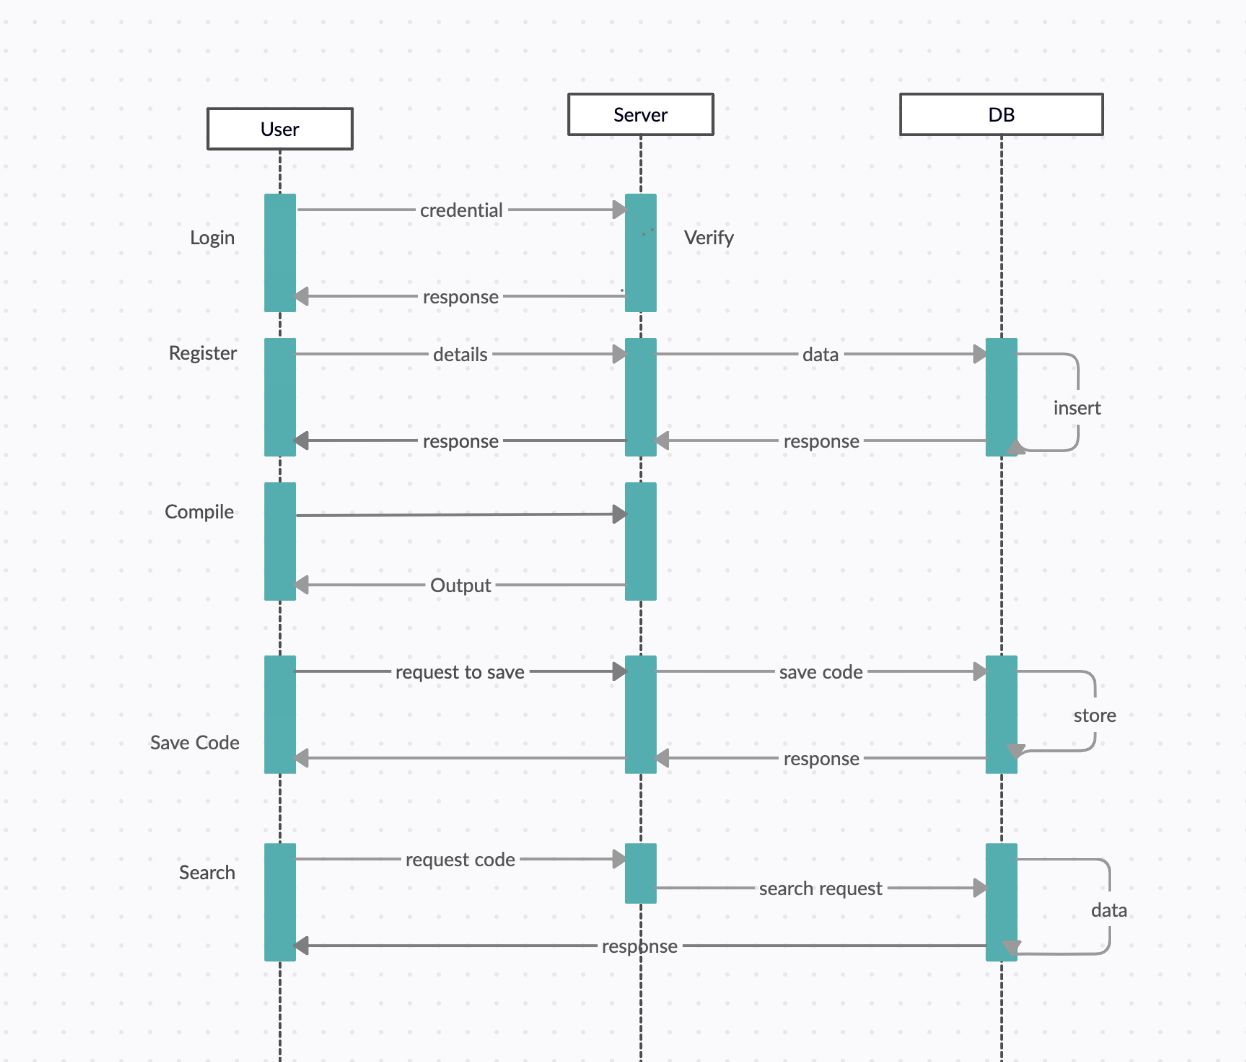 User
Server
DB
credential
Login
Verify
response
Register
details
data
insert
response
response
Compile
Output
request to save
save code
store
Save Code
response
request code
Search
search request
data
response